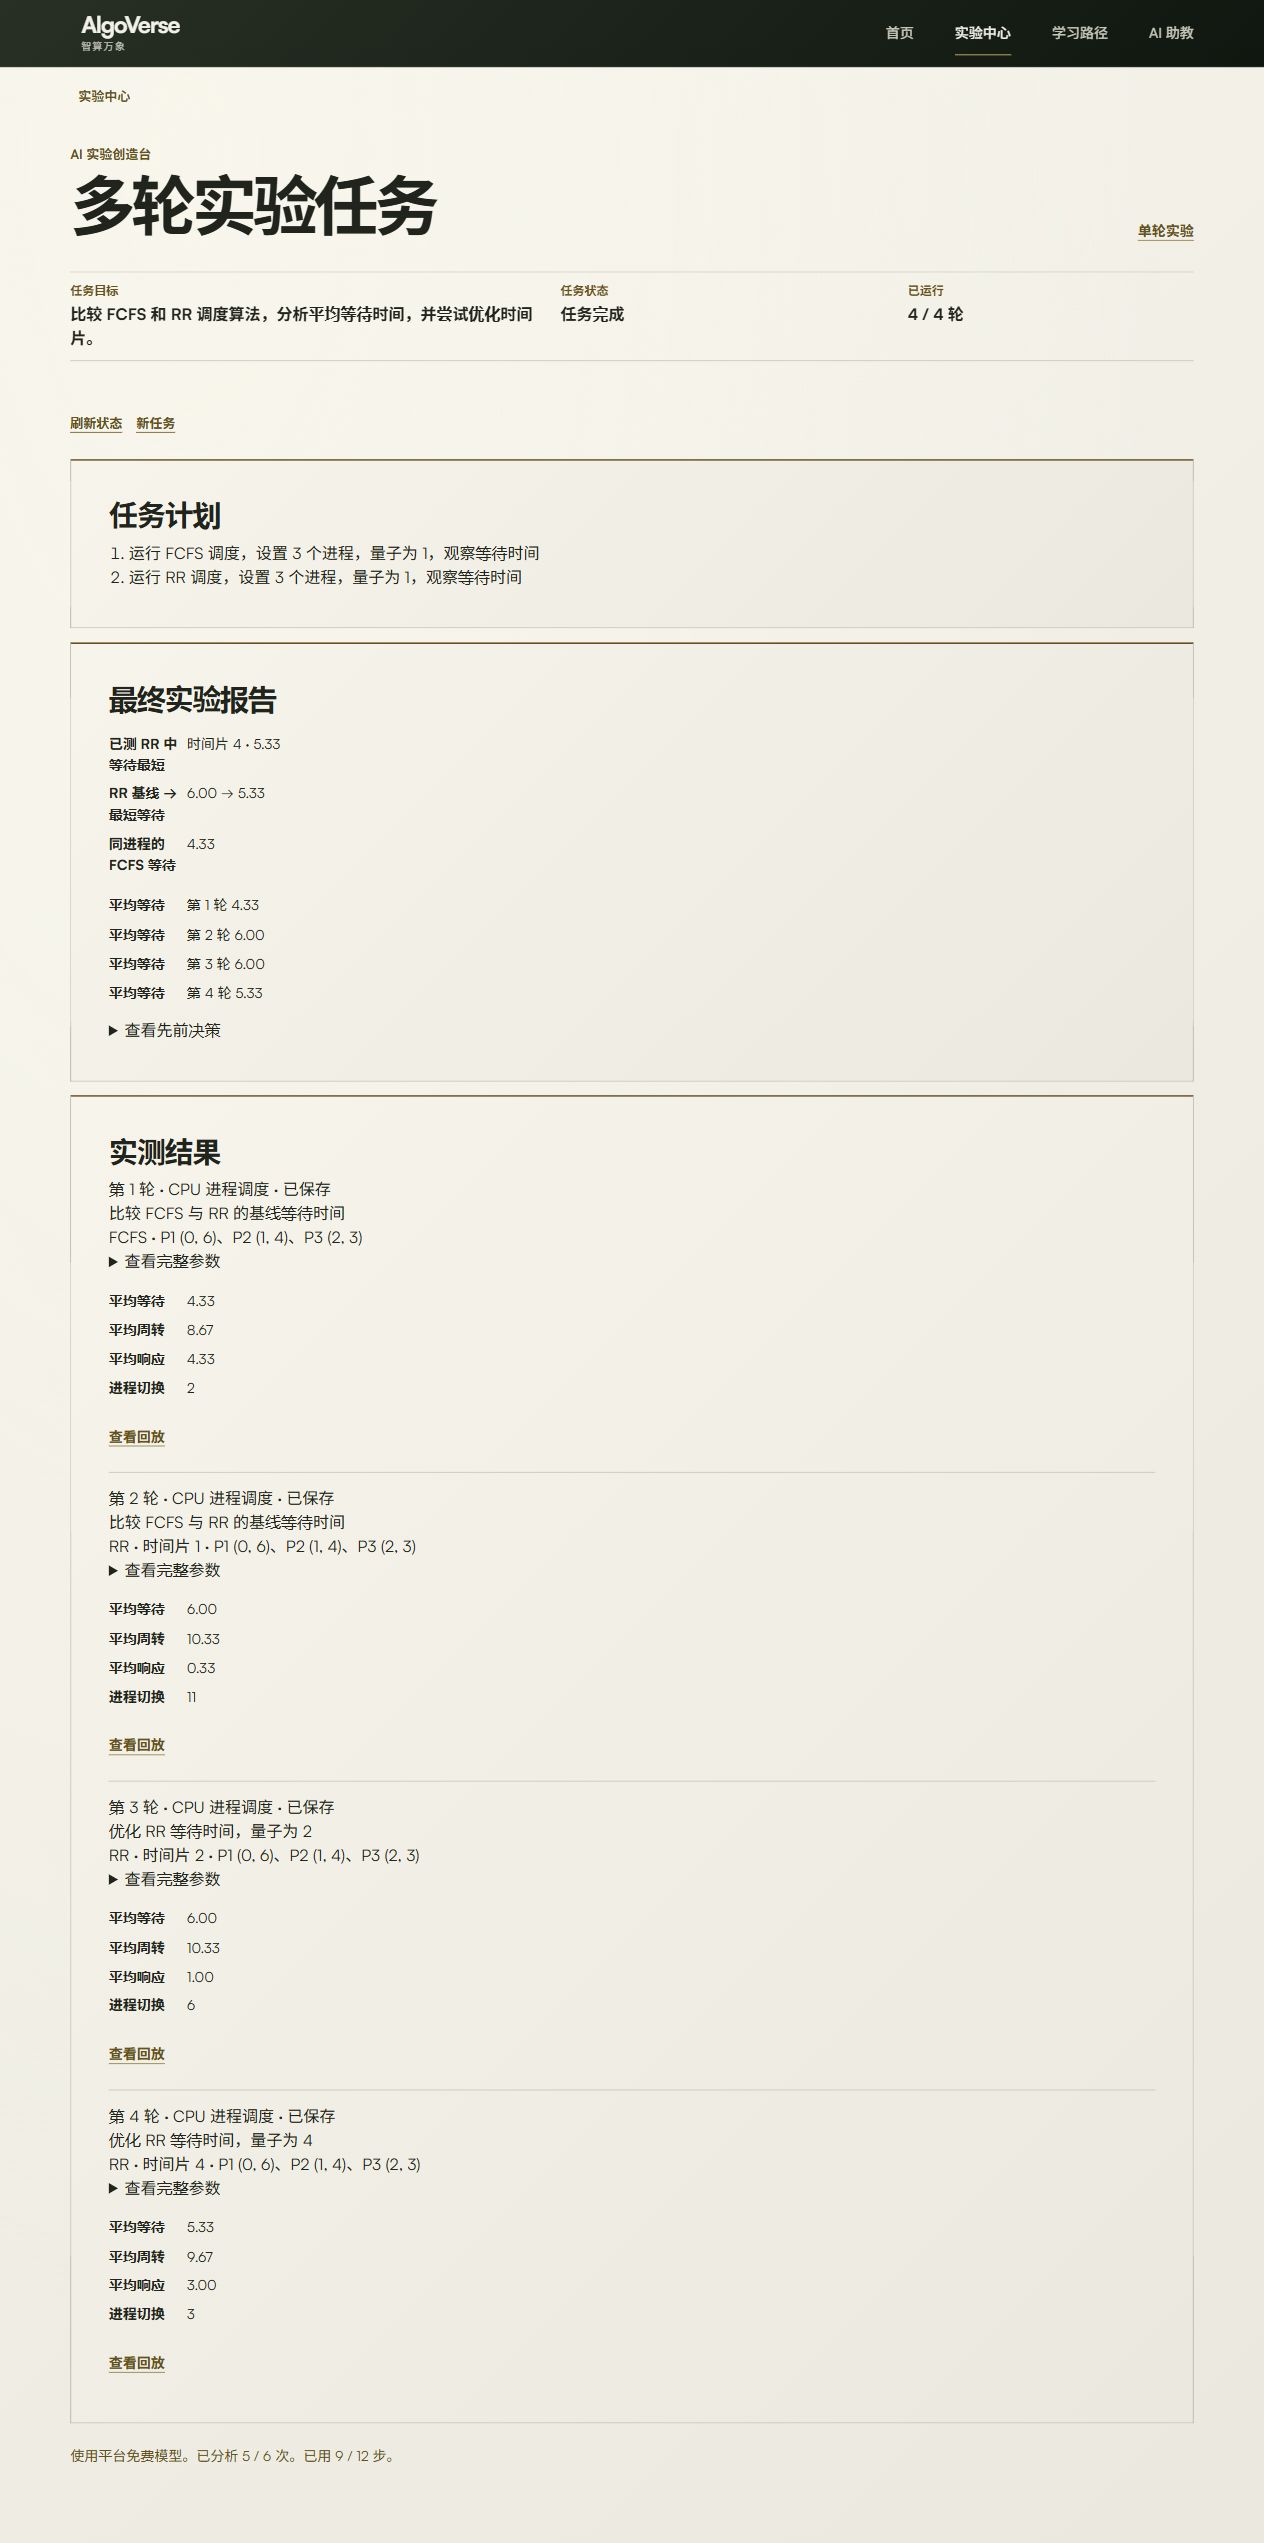 AlgoVerse
智算万象
首页 实验中心 学习路径 AI 助教
实验中心
AI 实验创造台
多轮实验任务
单轮实验
任务目标 任务状态 已运行
比较 FCFS 和 RR 调度算法，分析平均等待时间，并尝试优化时间 任务完成 4 / 4 轮
片。
刷新状态 新任务
任务计划
1. 运行 FCFS 调度，设置 3 个进程，量子为 1，观察等待时间
2. 运行 RR 调度，设置 3 个进程，量子为 1，观察等待时间
最终实验报告
已测 RR 中 时间片 4 · 5.33
等待最短
RR 基线 → 6.00 → 5.33
最短等待
同进程的 4.33
FCFS 等待
平均等待 第 1 轮 4.33
平均等待 第 2 轮 6.00
平均等待 第 3 轮 6.00
平均等待 第 4 轮 5.33
▶ 查看先前决策
实测结果
第 1 轮 · CPU 进程调度 · 已保存
比较 FCFS 与 RR 的基线等待时间
FCFS · P1 (0, 6)、P2 (1, 4)、P3 (2, 3)
▶ 查看完整参数
平均等待 4.33
平均周转 8.67
平均响应 4.33
进程切换 2
查看回放
第 2 轮 · CPU 进程调度 · 已保存
比较 FCFS 与 RR 的基线等待时间
RR · 时间片 1 · P1 (0, 6)、P2 (1, 4)、P3 (2, 3)
▶ 查看完整参数
平均等待 6.00
平均周转 10.33
平均响应 0.33
进程切换 11
查看回放
第 3 轮 · CPU 进程调度 · 已保存
优化 RR 等待时间，量子为 2
RR · 时间片 2 · P1 (0, 6)、P2 (1, 4)、P3 (2, 3)
▶ 查看完整参数
平均等待 6.00
平均周转 10.33
平均响应 1.00
进程切换 6
查看回放
第 4 轮 · CPU 进程调度 · 已保存
优化 RR 等待时间，量子为 4
RR · 时间片 4 · P1 (0, 6)、P2 (1, 4)、P3 (2, 3)
▶ 查看完整参数
平均等待 5.33
平均周转 9.67
平均响应 3.00
进程切换 3
查看回放
使用平台免费模型。已分析 5 / 6 次。已用 9 / 12 步。